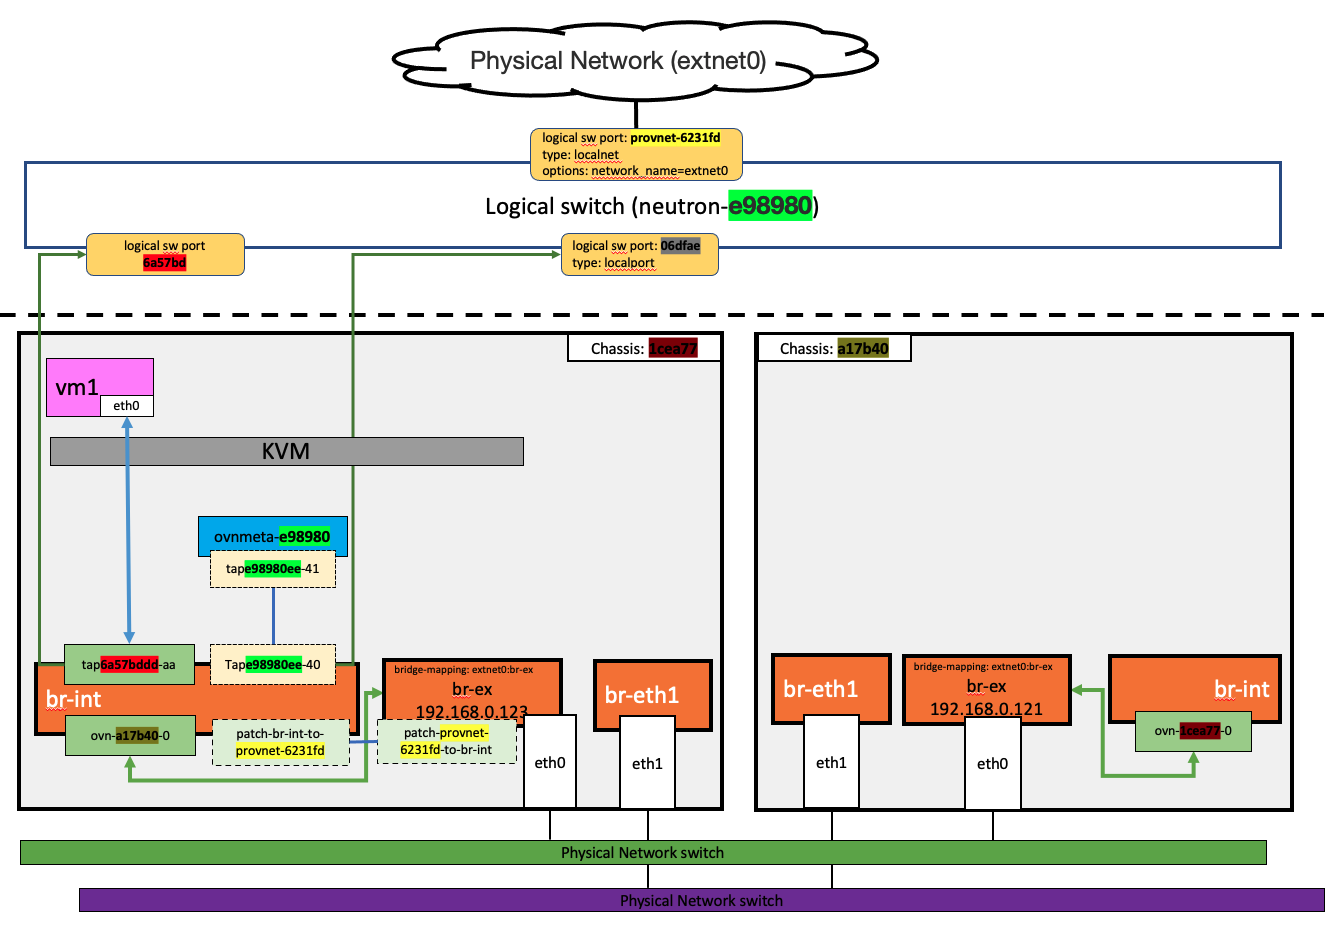 Physical Network (extnet0)
logical sw port: provnet-6231fd
type: localnet
options: network_name=extnet0
Logical switch (neutron-e98980)
logical sw port
6a57bd
logical sw port: 06dfae
type: localport
Chassis: 1cea77
Chassis: a17b40
vm1
eth0
KVM
ovnmeta-e98980
tape98980ee-41
tap6a57bddd-aa
Tape98980ee-40
br-int
ovn-a17b40-0
patch-br-int-to-
provnet-6231fd
bridge-mapping: extnet0:br-ex
br-ex
192.168.0.123
patch-provnet-
6231fd-to-br-int
eth0
br-eth1
eth1
br-eth1
eth1
bridge-mapping: extnet0:br-ex
br-ex
192.168.0.121
eth0
br-int
ovn-1cea77-0
Physical Network switch
Physical Network switch